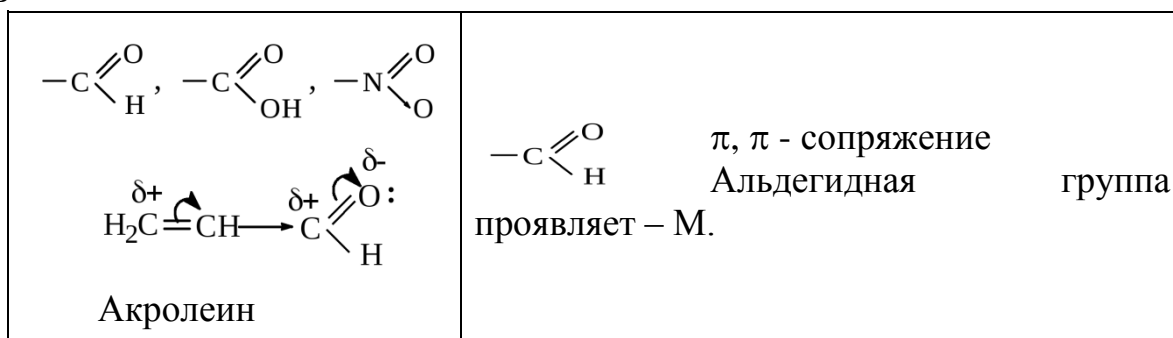 —C O H, —C O OH, —N O O
δ+ δ+ δ-
H₂C=CH→C O: H
Акролеин
—C O H π, π - сопряжение
Альдегидная группа
проявляет – М.